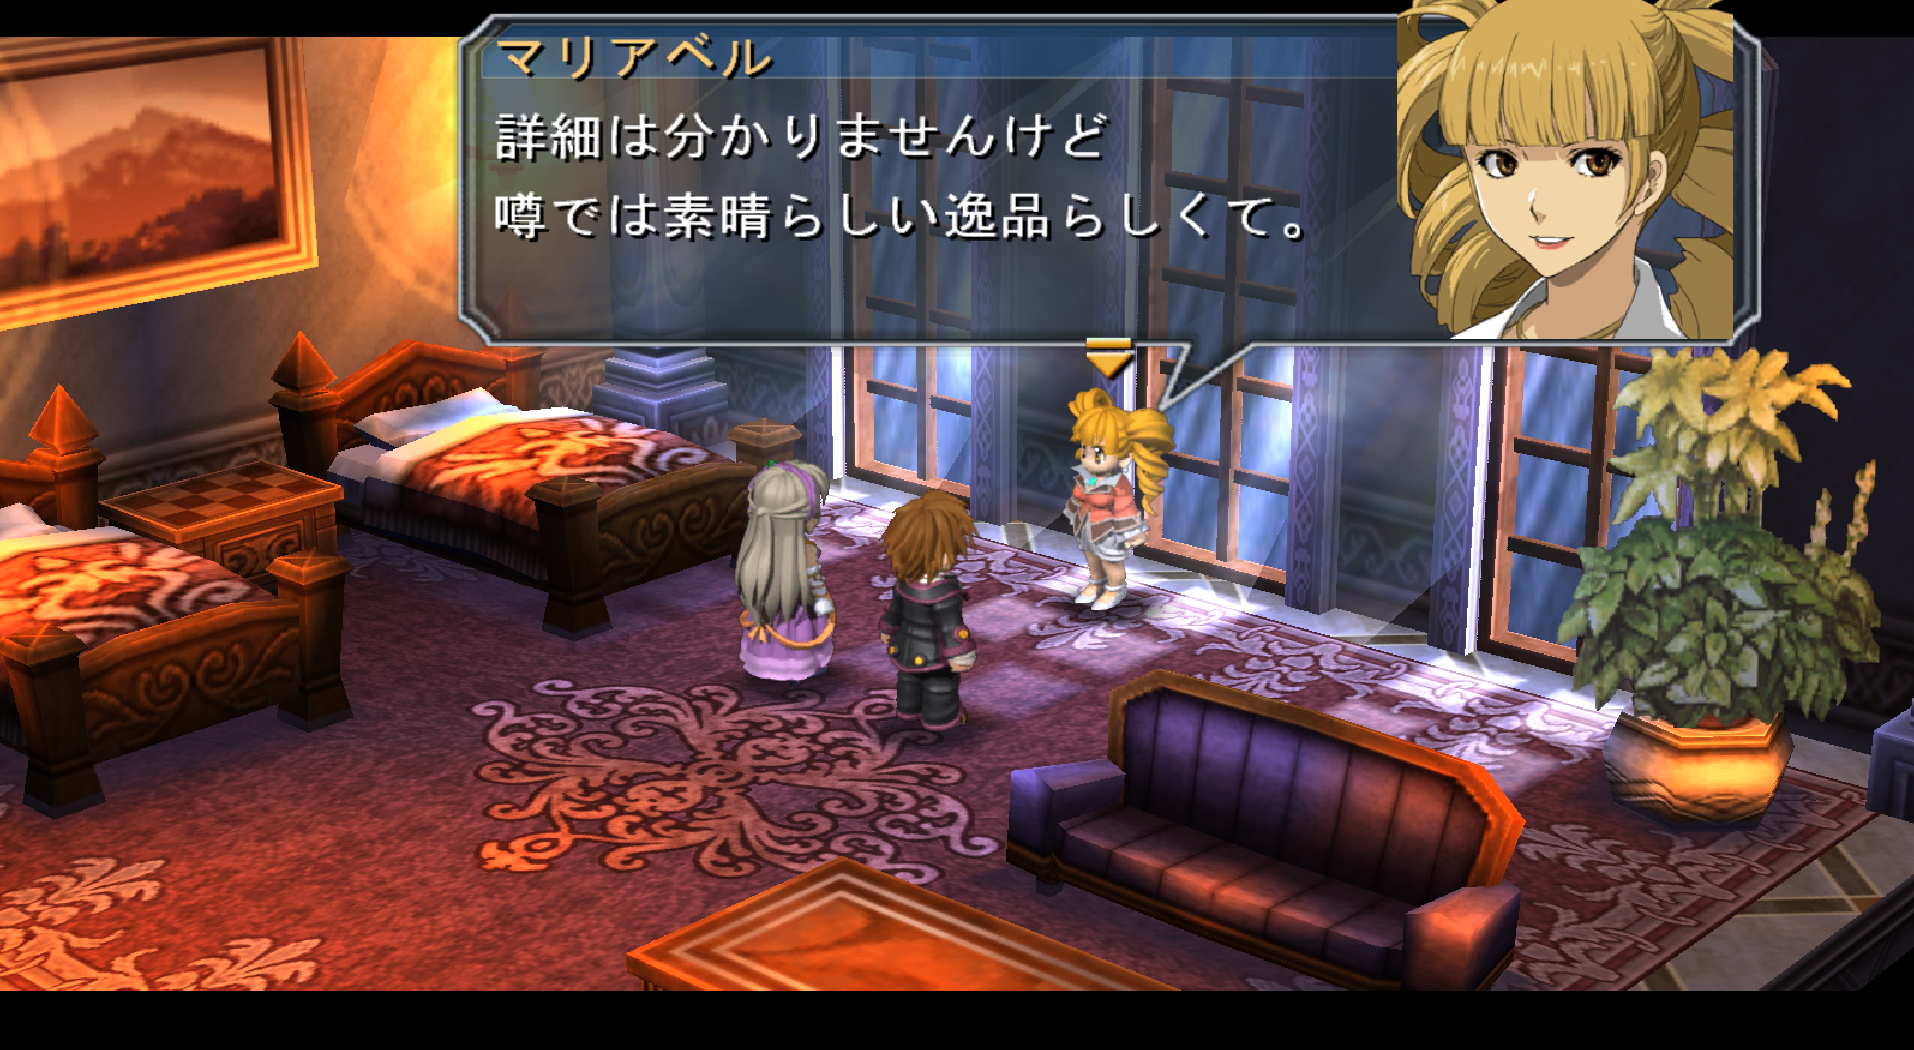 マリアベル
詳細は分かりませんけど
噂では素晴らしい逸品らしくて。